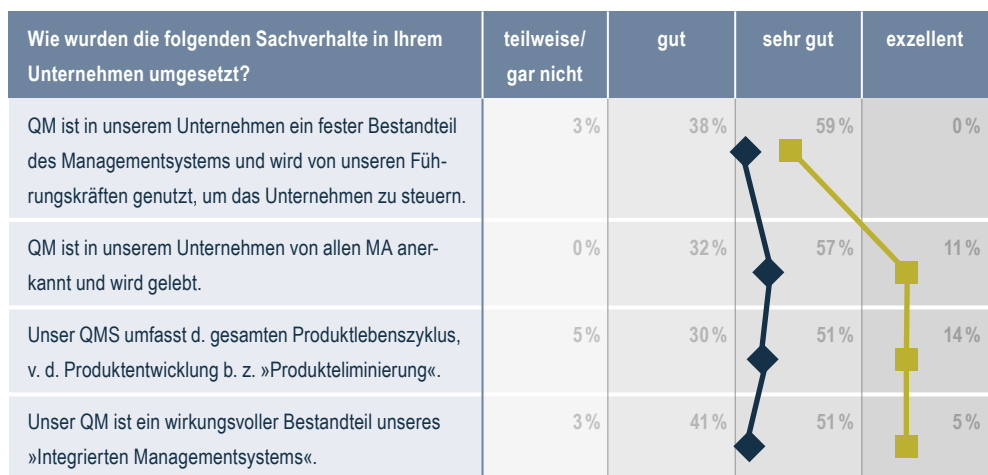 Wie wurden die folgenden Sachverhalte in Ihrem
Unternehmen umgesetzt?
teilweise/
gar nicht
gut
sehr gut
exzellent
QM ist in unserem Unternehmen ein fester Bestandteil
des Managementsystems und wird von unseren Füh-
rungskräften genutzt, um das Unternehmen zu steuern.
3 % 38 % 59 % 0 %
QM ist in unserem Unternehmen von allen MA aner-
kannt und wird gelebt.
0 % 32 % 57 % 11 %
Unser QMS umfasst d. gesamten Produktlebenszyklus,
v. d. Produktentwicklung b. z. »Produkteliminierung«.
5 % 30 % 51 % 14 %
Unser QM ist ein wirkungsvoller Bestandteil unseres
»Integrierten Managementsystems«.
3 % 41 % 51 % 5 %